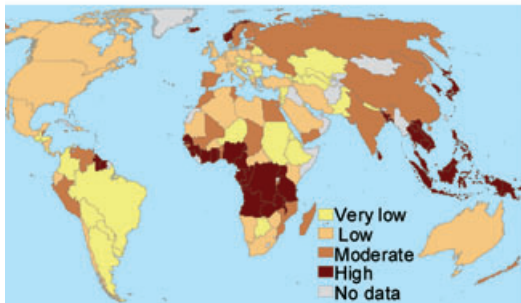 Very low
Low
Moderate
High
No data